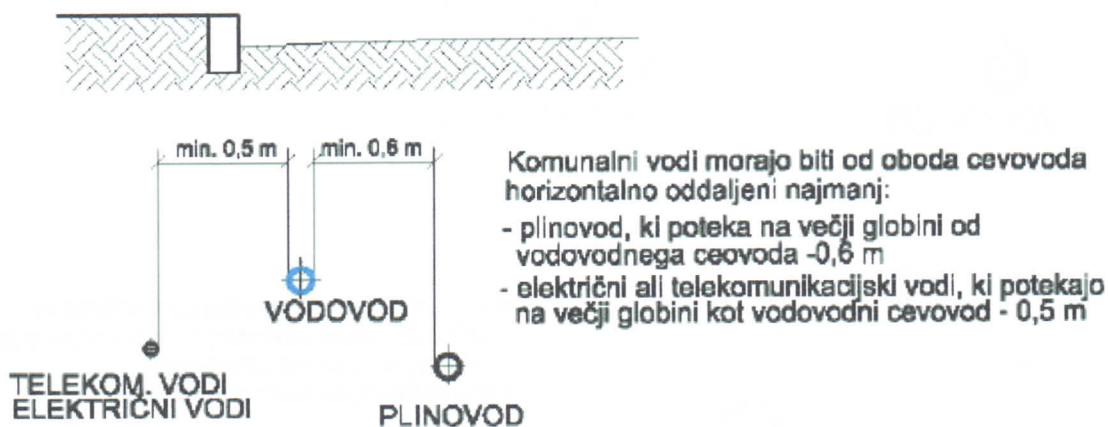 min. 0,5 m
min. 0,6 m
Komunalni vodi morajo biti od oboda cevovoda
horizontalno oddaljeni najmanj:
- plinovod, ki poteka na večji globini od
vodovodnega ceovoda -0,6 m
- električni ali telekomunikacijski vodi, ki potekajo
na večji globini kot vodovodni cevovod - 0,5 m
VODOVOD
TELEKOM. VODI
ELEKTRIČNI VODI
PLINOVOD